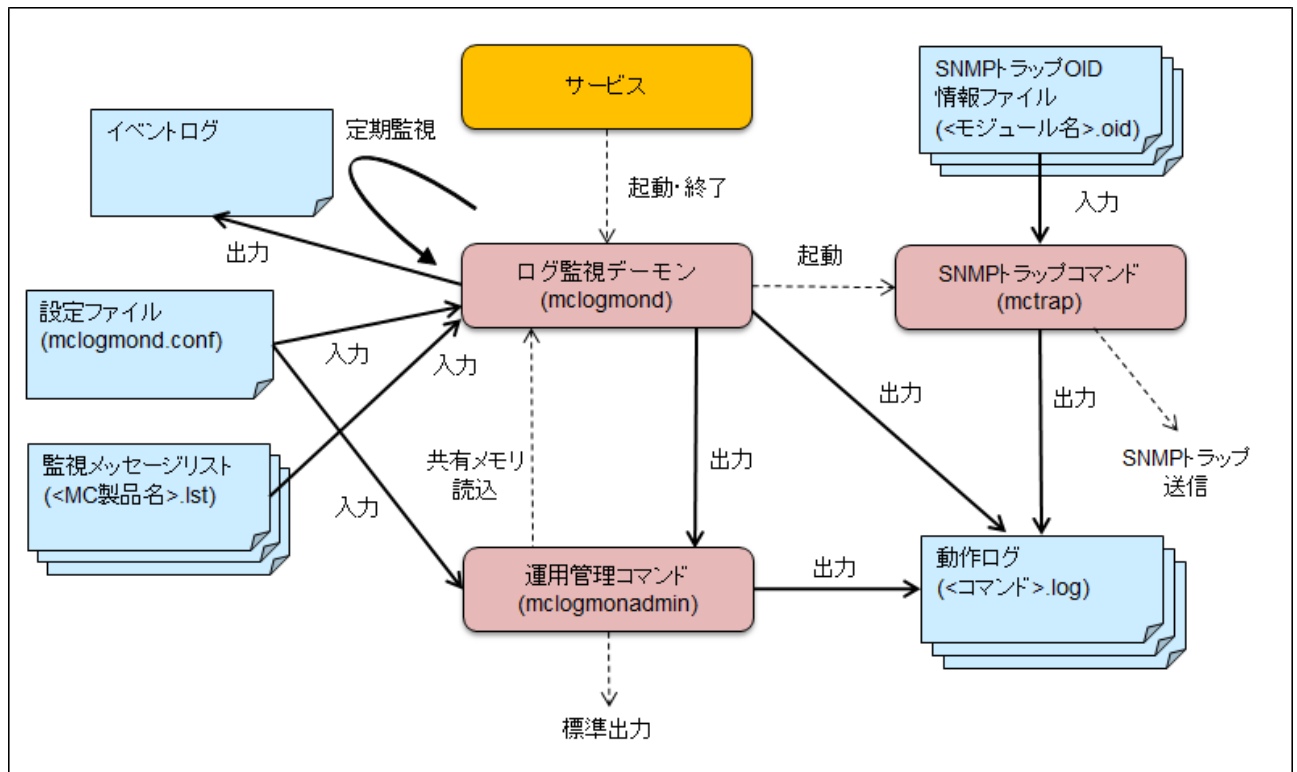 サービス
SNMPトラップOID
情報ファイル
(<モジュール名>.oid)
イベントログ
定期監視
起動・終了
入力
出力
ログ監視デーモン
(mclogmond)
起動
SNMPトラップコマンド
(mctrap)
設定ファイル
(mclogmond.conf)
入力
入力
出力
出力
監視メッセージリスト
(<MC製品名>.lst)
共有メモリ
読込
出力
SNMPトラップ
送信
入力
運用管理コマンド
(mclogmonadmin)
出力
動作ログ
(<コマンド>.log)
標準出力